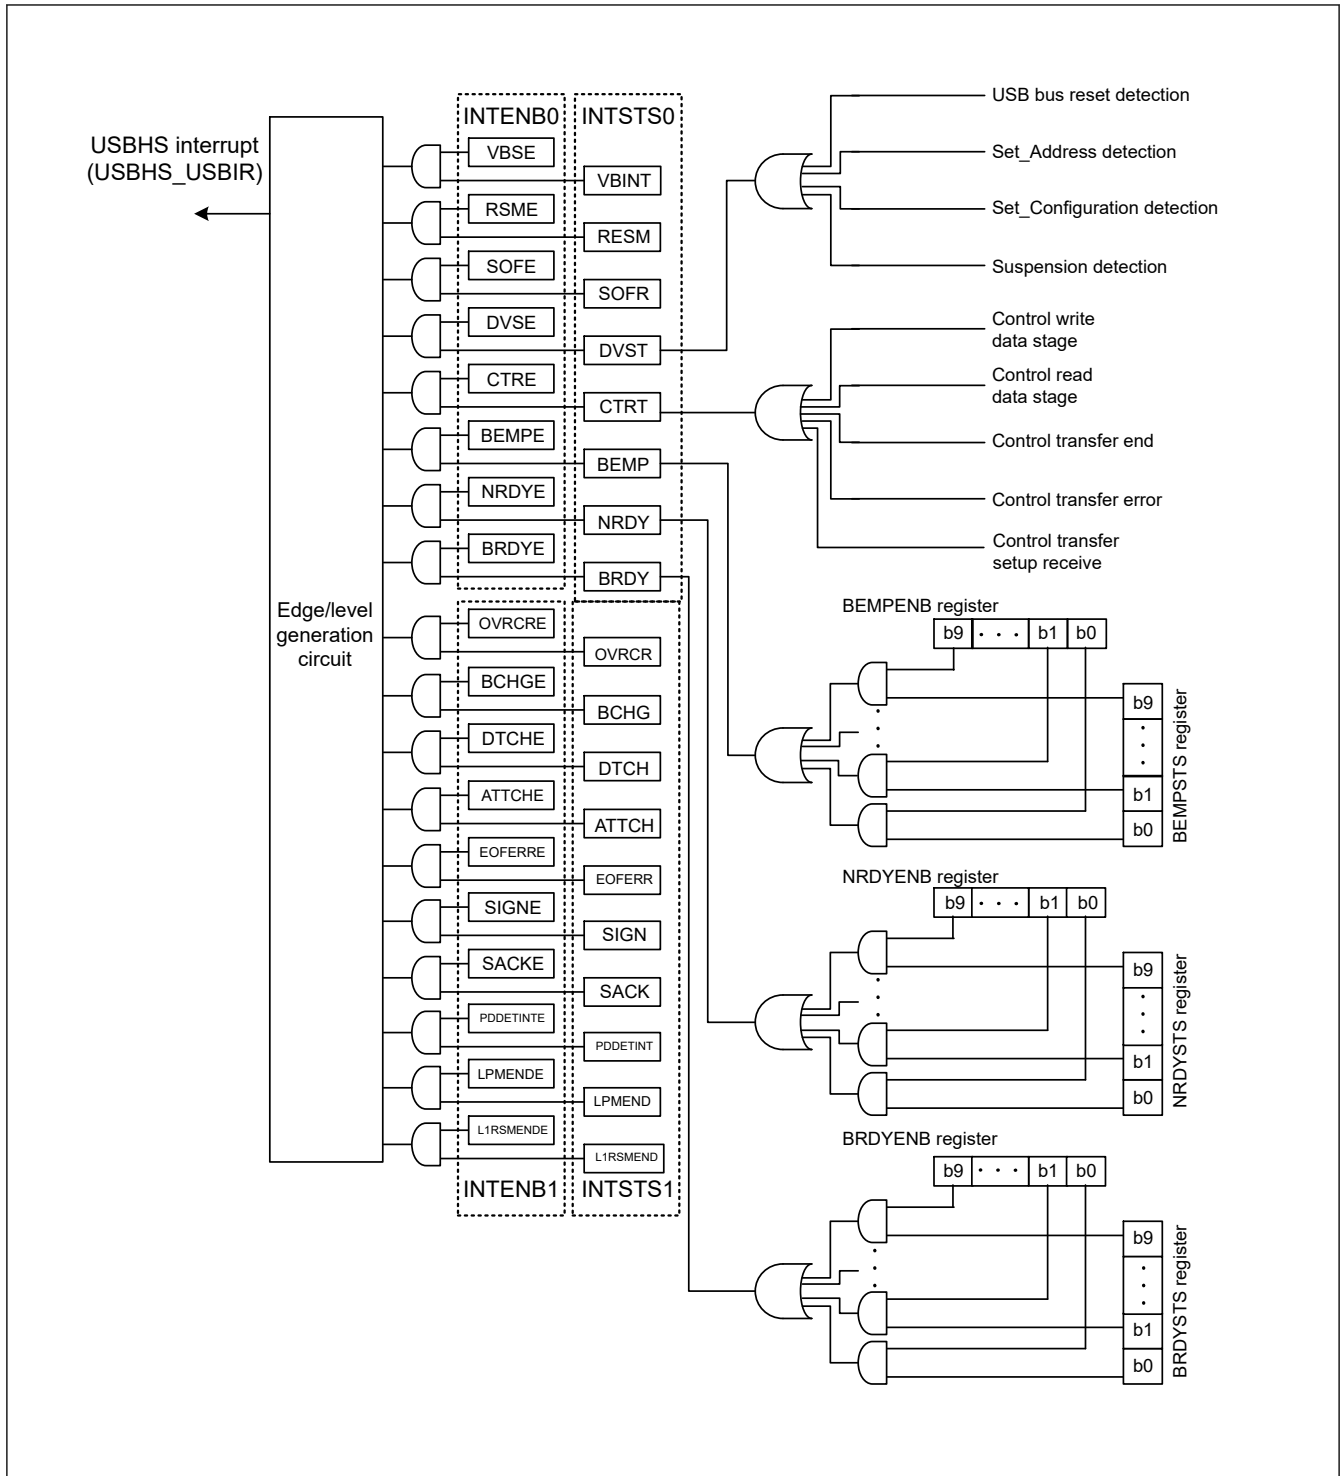 USBHS interrupt
(USBHS_USBIR)
Edge/level
generation
circuit
INTENB0
VBSE
RSME
SOFE
DVSE
CTRE
BEMPE
NRDYE
BRDYE
OVRCRE
BCHGE
DTCHE
ATTCHE
EOFERRE
SIGNE
SACKE
PDDETINTE
LPMENDE
L1RSMENDE
INTENB1
INTSTS0
VBINT
RESM
SOFR
DVST
CTRT
BEMP
NRDY
BRDY
OVRCR
BCHG
DTCH
ATTCH
EOFERR
SIGN
SACK
PDDETINT
LPMEND
L1RSMEND
INTSTS1
USB bus reset detection
Set_Address detection
Set_Configuration detection
Suspension detection
Control write
data stage
Control read
data stage
Control transfer end
Control transfer error
Control transfer
setup receive
BEMPENB register
b9 · · · b1 b0
b9
b1
b0
BEMPSTS register
NRDYENB register
b9 · · · b1 b0
b9
b1
b0
NRDYSTS register
BRDYENB register
b9 · · · b1 b0
b9
b1
b0
BRDYSTS register